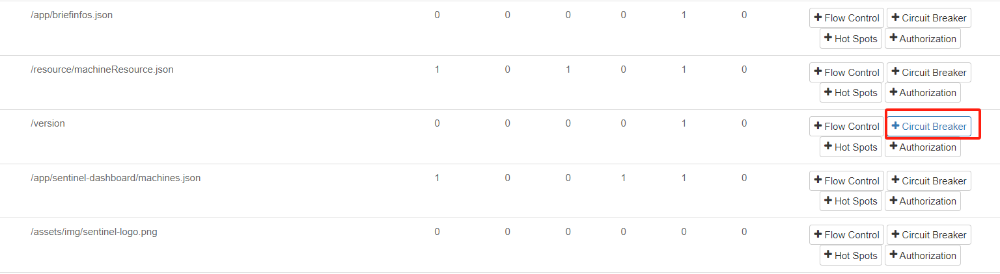 /app/briefinfos.json 0 0 0 0 1 0 + Flow Control + Circuit Breaker
+ Hot Spots + Authorization
/resource/machineResource.json 1 0 1 0 1 0 + Flow Control + Circuit Breaker
+ Hot Spots + Authorization
/version 0 0 0 0 1 0 + Flow Control + Circuit Breaker
+ Hot Spots + Authorization
/app/sentinel-dashboard/machines.json 1 0 0 1 1 0 + Flow Control + Circuit Breaker
+ Hot Spots + Authorization
/assets/img/sentinel-logo.png 0 0 0 0 0 0 + Flow Control + Circuit Breaker
+ Hot Spots + Authorization